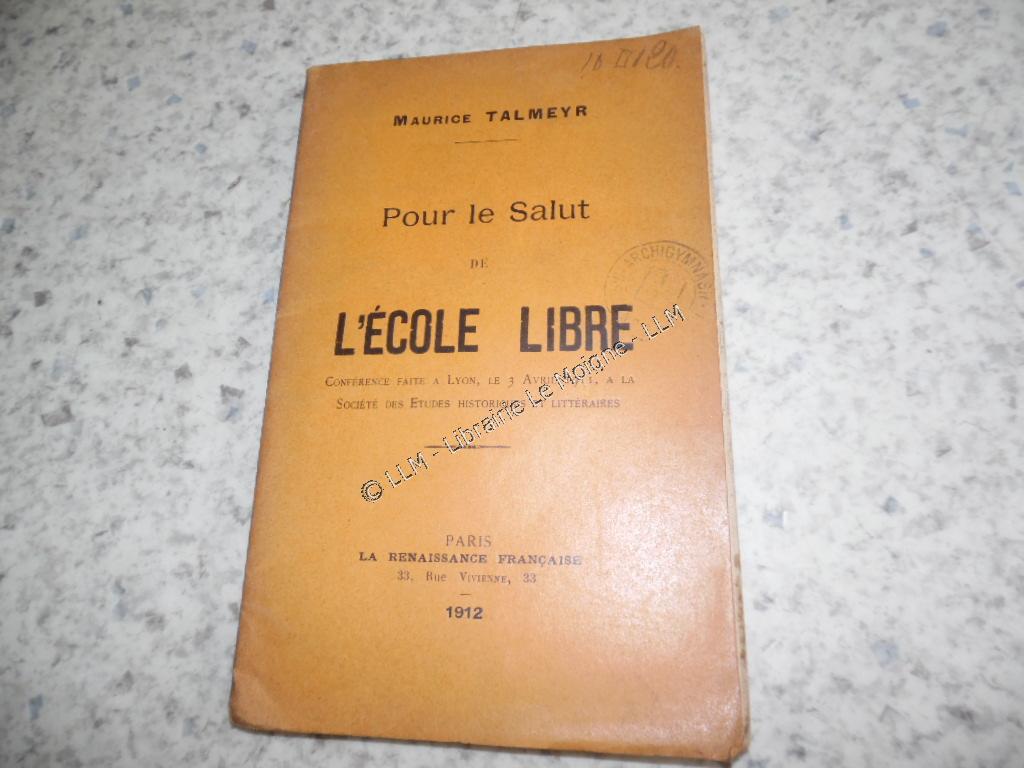 Maurice TALMEYR
Pour le Salut
DE
L'ÉCOLE LIBRE
Conférence faite a Lyon, le 3 Avril 1911, a la
Société des Etudes historiques et littéraires
PARIS
LA RENAISSANCE FRANÇAISE
33, Rue Vivienne, 33
1912
ARCHIGYMNASII
© LLM - Librairie Le Moigne - LLM